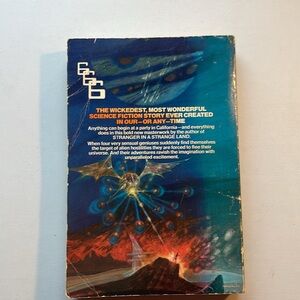 666
THE WICKEDEST, MOST WONDERFUL
SCIENCE FICTION STORY EVER CREATED
IN OUR—OR ANY—TIME
Anything can begin at a party in California—and everything
does in this bold new masterwork by the author of
STRANGER IN A STRANGE LAND.
When four very sensual geniuses suddenly find themselves
the target of alien hostilities they are forced to flee their
universe. And their adventures ravish the imagination with
unparalleled excitement.